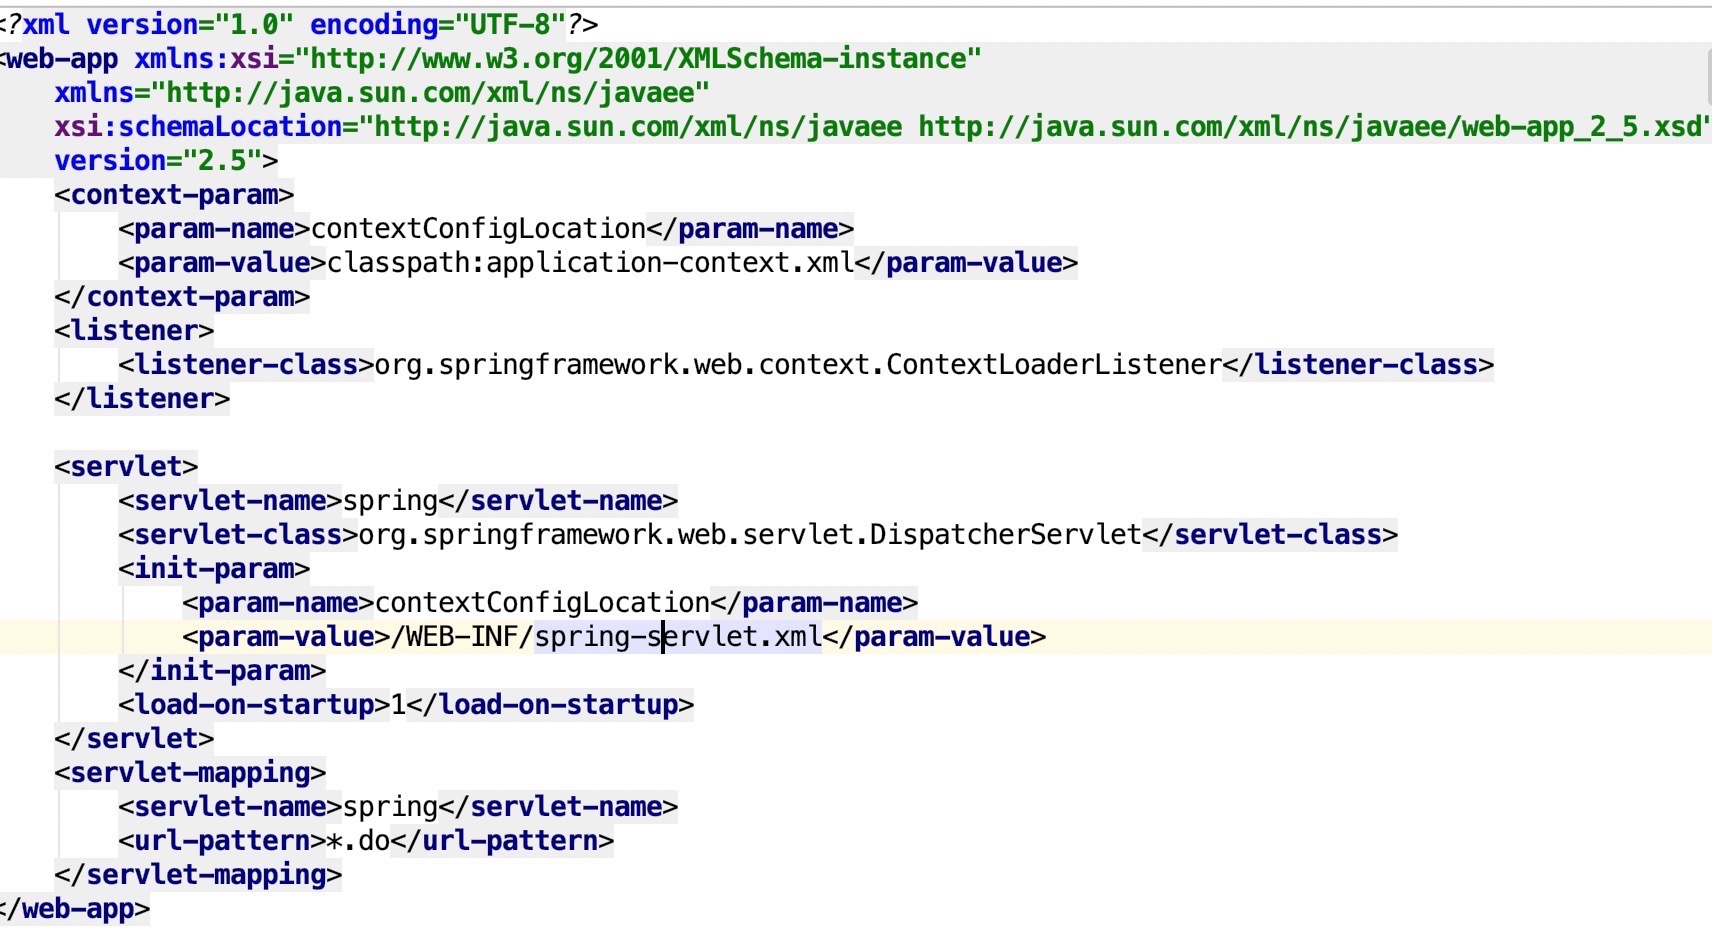 <?xml version="1.0" encoding="UTF-8"?>
<web-app xmlns:xsi="http://www.w3.org/2001/XMLSchema-instance"
    xmlns="http://java.sun.com/xml/ns/javaee"
    xsi:schemaLocation="http://java.sun.com/xml/ns/javaee http://java.sun.com/xml/ns/javaee/web-app_2_5.xsd"
    version="2.5">
    <context-param>
        <param-name>contextConfigLocation</param-name>
        <param-value>classpath:application-context.xml</param-value>
    </context-param>
    <listener>
        <listener-class>org.springframework.web.context.ContextLoaderListener</listener-class>
    </listener>

    <servlet>
        <servlet-name>spring</servlet-name>
        <servlet-class>org.springframework.web.servlet.DispatcherServlet</servlet-class>
        <init-param>
            <param-name>contextConfigLocation</param-name>
            <param-value>/WEB-INF/spring-servlet.xml</param-value>
        </init-param>
        <load-on-startup>1</load-on-startup>
    </servlet>
    <servlet-mapping>
        <servlet-name>spring</servlet-name>
        <url-pattern>*.do</url-pattern>
    </servlet-mapping>
</web-app>